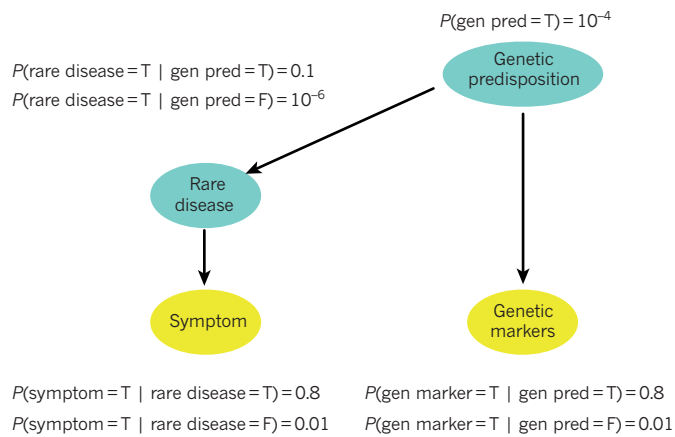 P(gen pred = T) = 10⁻⁴
Genetic
predisposition
P(rare disease = T | gen pred = T) = 0.1
P(rare disease = T | gen pred = F) = 10⁻⁶
Rare
disease
Symptom
Genetic
markers
P(symptom = T | rare disease = T) = 0.8
P(symptom = T | rare disease = F) = 0.01
P(gen marker = T | gen pred = T) = 0.8
P(gen marker = T | gen pred = F) = 0.01